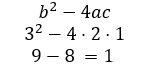 b² − 4ac
3² − 4 · 2 · 1
9 − 8 = 1